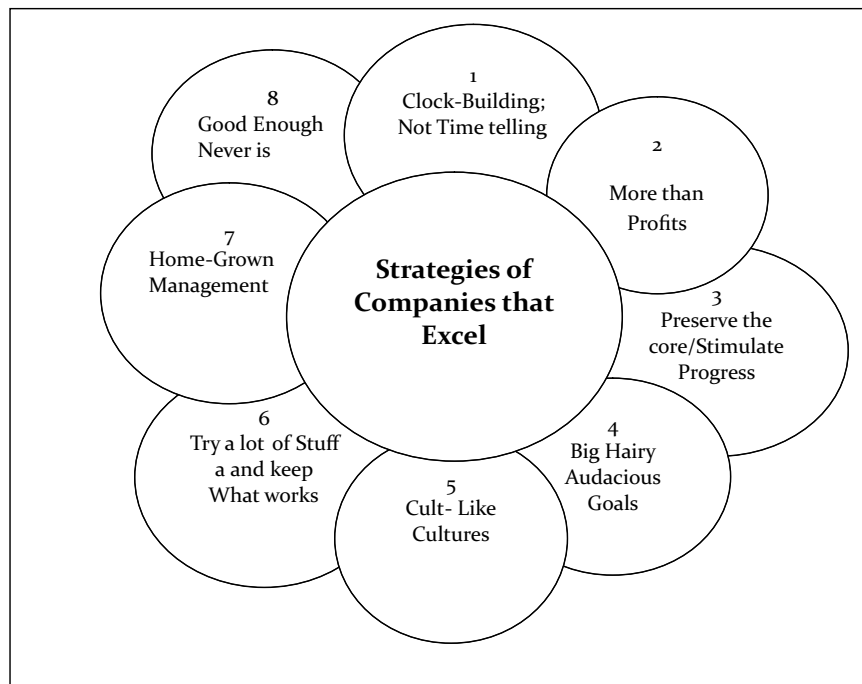 1
Clock-Building;
Not Time telling
2
More than
Profits
3
Preserve the
core/Stimulate
Progress
4
Big Hairy
Audacious
Goals
5
Cult- Like
Cultures
6
Try a lot of Stuff
a and keep
What works
7
Home-Grown
Management
8
Good Enough
Never is
Strategies of
Companies that
Excel